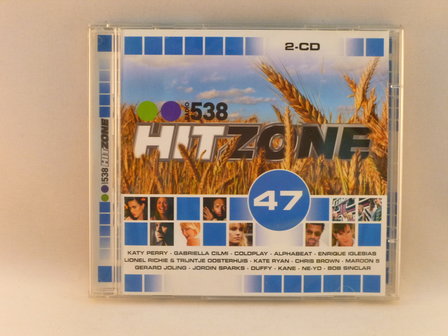 2-CD
RADIO 538
HITZONE
538 HITZONE
47
KATY PERRY - GABRIELLA CILMI - COLDPLAY - ALPHABEAT - ENRIQUE IGLESIAS
LIONEL RICHIE & TRIJNTJE OOSTERHUIS - KATE RYAN - CHRIS BROWN - MAROON 5
GERARD JOLING - JORDIN SPARKS - DUFFY - KANE - NE-YO - BOB SINCLAR